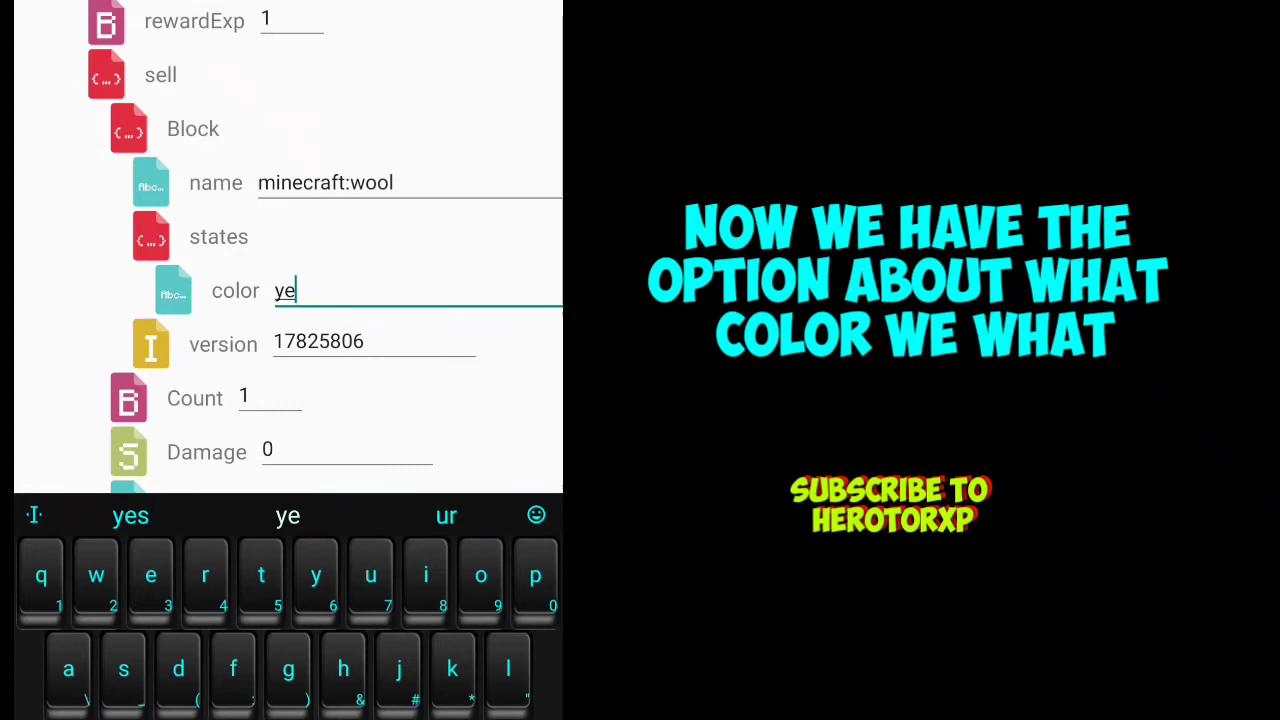 B rewardExp 1
{...} sell
{...} Block
Abc... name minecraft:wool
{...} states
Abc... color ye
I version 17825806
B Count 1
S Damage 0
yes ye ur
q w e r t y u i o p
1 2 3 4 5 6 7 8 9 0
a s d f g h j k l
\ _ ( : ) & # * "
NOW WE HAVE THE
OPTION ABOUT WHAT
COLOR WE WHAT
SUBSCRIBE TO
HEROTORXP